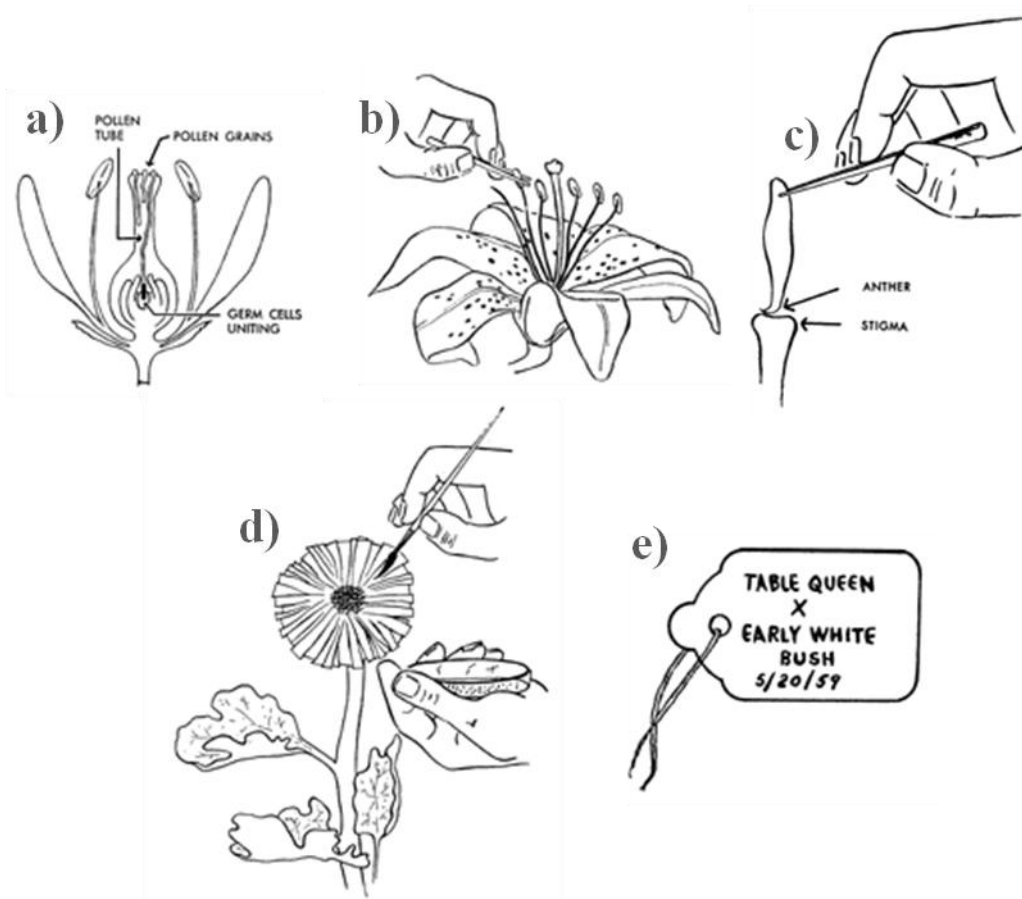 a)
POLLEN
TUBE
POLLEN GRAINS
GERM CELLS
UNITING
b)
c)
ANTHER
STIGMA
d)
e)
TABLE QUEEN
X
EARLY WHITE
BUSH
5/20/59